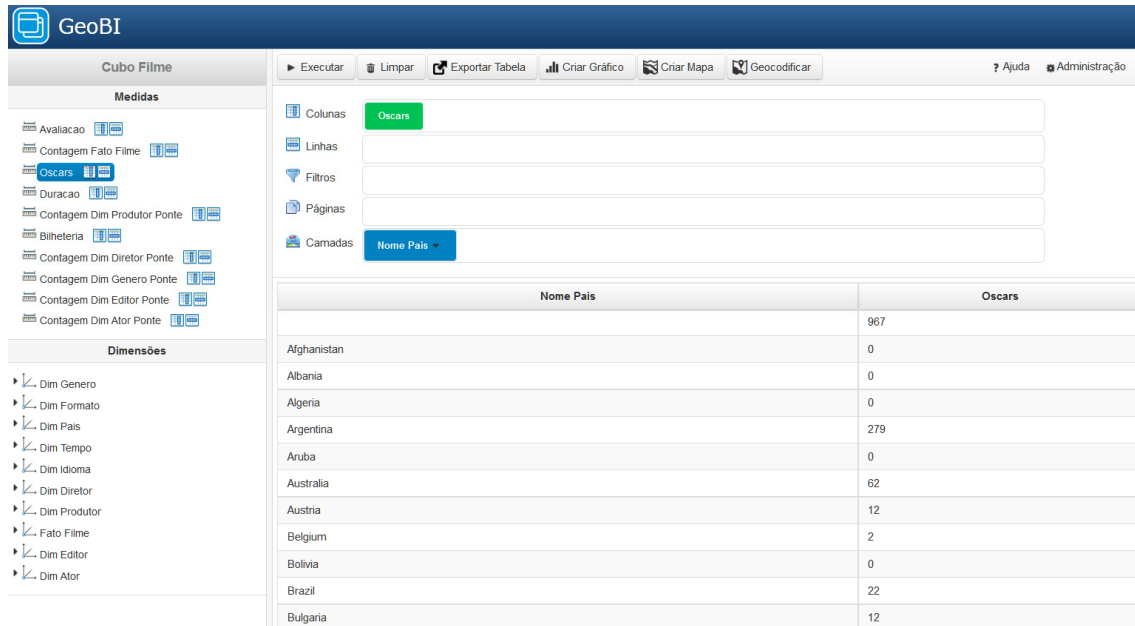 GeoBI
Cubo Filme
Executar Limpar Exportar Tabela Criar Gráfico Criar Mapa Geocodificar ? Ajuda Administração
Medidas
Avaliacao
Contagem Fato Filme
Oscars
Duracao
Contagem Dim Produtor Ponte
Bilheteria
Contagem Dim Diretor Ponte
Contagem Dim Genero Ponte
Contagem Dim Editor Ponte
Contagem Dim Ator Ponte
Dimensões
Dim Genero
Dim Formato
Dim Pais
Dim Tempo
Dim Idioma
Dim Diretor
Dim Produtor
Fato Filme
Dim Editor
Dim Ator
Colunas Oscars
Linhas
Filtros
Páginas
Camadas Nome Pais
Nome Pais Oscars
967
Afghanistan 0
Albania 0
Algeria 0
Argentina 279
Aruba 0
Australia 62
Austria 12
Belgium 2
Bolivia 0
Brazil 22
Bulgaria 12